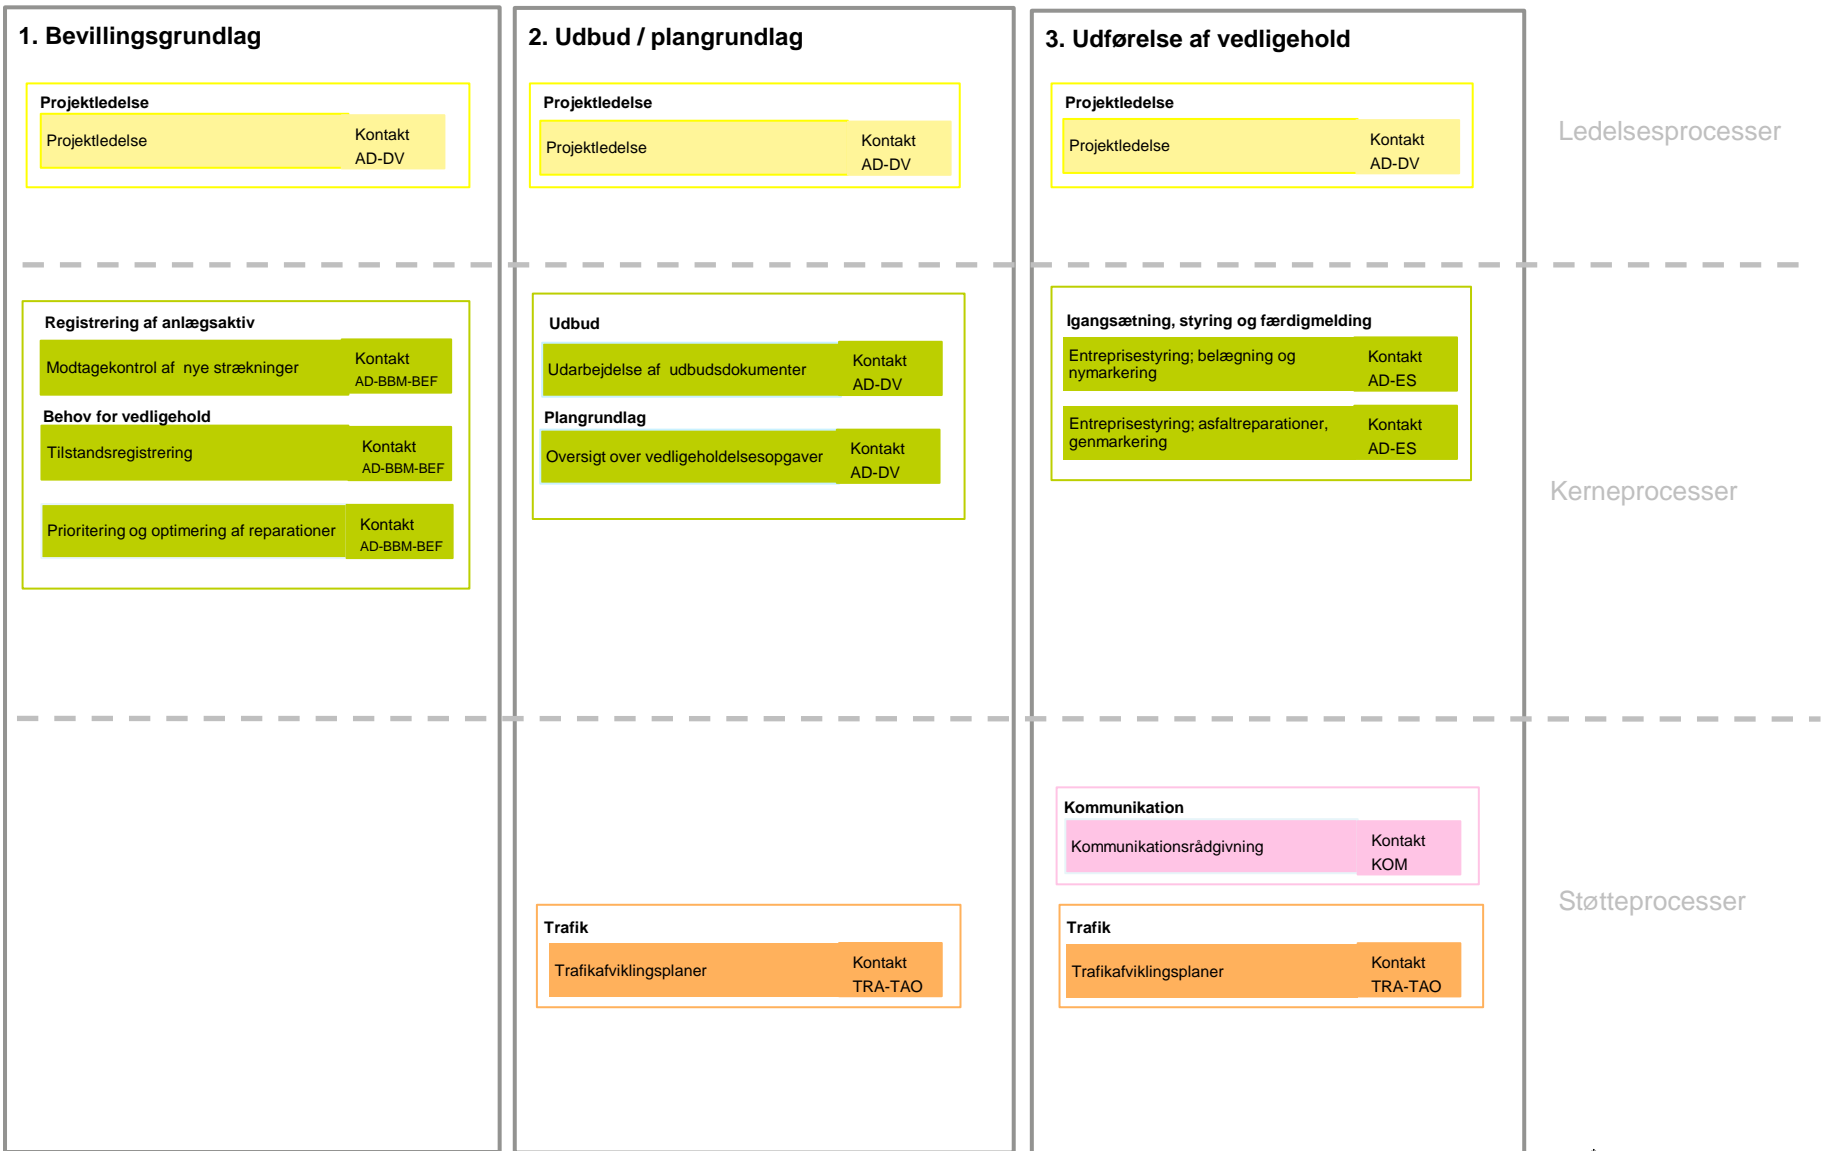 1. Bevillingsgrundlag
Projektledelse
Projektledelse
Kontakt
AD-DV
Registrering af anlægsaktiv
Modtagekontrol af nye strækninger
Kontakt
AD-BBM-BEF
Behov for vedligehold
Tilstandsregistrering
Kontakt
AD-BBM-BEF
Prioritering og optimering af reparationer
Kontakt
AD-BBM-BEF
2. Udbud / plangrundlag
Projektledelse
Projektledelse
Kontakt
AD-DV
Udbud
Udarbejdelse af udbudsdokumenter
Kontakt
AD-DV
Plangrundlag
Oversigt over vedligeholdelsesopgaver
Kontakt
AD-DV
Trafik
Trafikafviklingsplaner
Kontakt
TRA-TAO
3. Udførelse af vedligehold
Projektledelse
Projektledelse
Kontakt
AD-DV
Igangsætning, styring og færdigmelding
Entreprisestyring; belægning og
nymarkering
Kontakt
AD-ES
Entreprisestyring; asfaltreparationer,
genmarkering
Kontakt
AD-ES
Kommunikation
Kommunikationsrådgivning
Kontakt
KOM
Trafik
Trafikafviklingsplaner
Kontakt
TRA-TAO
Ledelsesprocesser
Kerneprocesser
Støtteprocesser